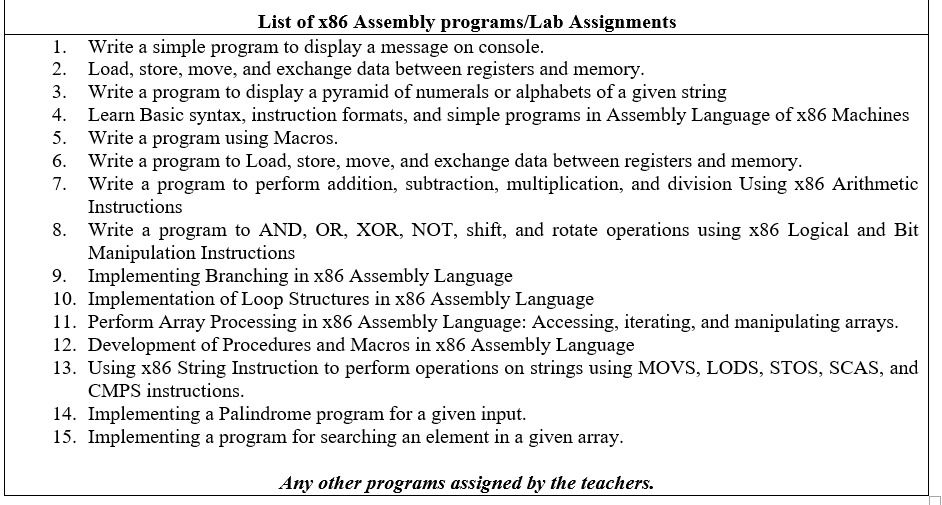 List of x86 Assembly programs/Lab Assignments
1. Write a simple program to display a message on console.
2. Load, store, move, and exchange data between registers and memory.
3. Write a program to display a pyramid of numerals or alphabets of a given string
4. Learn Basic syntax, instruction formats, and simple programs in Assembly Language of x86 Machines
5. Write a program using Macros.
6. Write a program to Load, store, move, and exchange data between registers and memory.
7. Write a program to perform addition, subtraction, multiplication, and division Using x86 Arithmetic
Instructions
8. Write a program to AND, OR, XOR, NOT, shift, and rotate operations using x86 Logical and Bit
Manipulation Instructions
9. Implementing Branching in x86 Assembly Language
10. Implementation of Loop Structures in x86 Assembly Language
11. Perform Array Processing in x86 Assembly Language: Accessing, iterating, and manipulating arrays.
12. Development of Procedures and Macros in x86 Assembly Language
13. Using x86 String Instruction to perform operations on strings using MOVS, LODS, STOS, SCAS, and
CMPS instructions.
14. Implementing a Palindrome program for a given input.
15. Implementing a program for searching an element in a given array.
Any other programs assigned by the teachers.